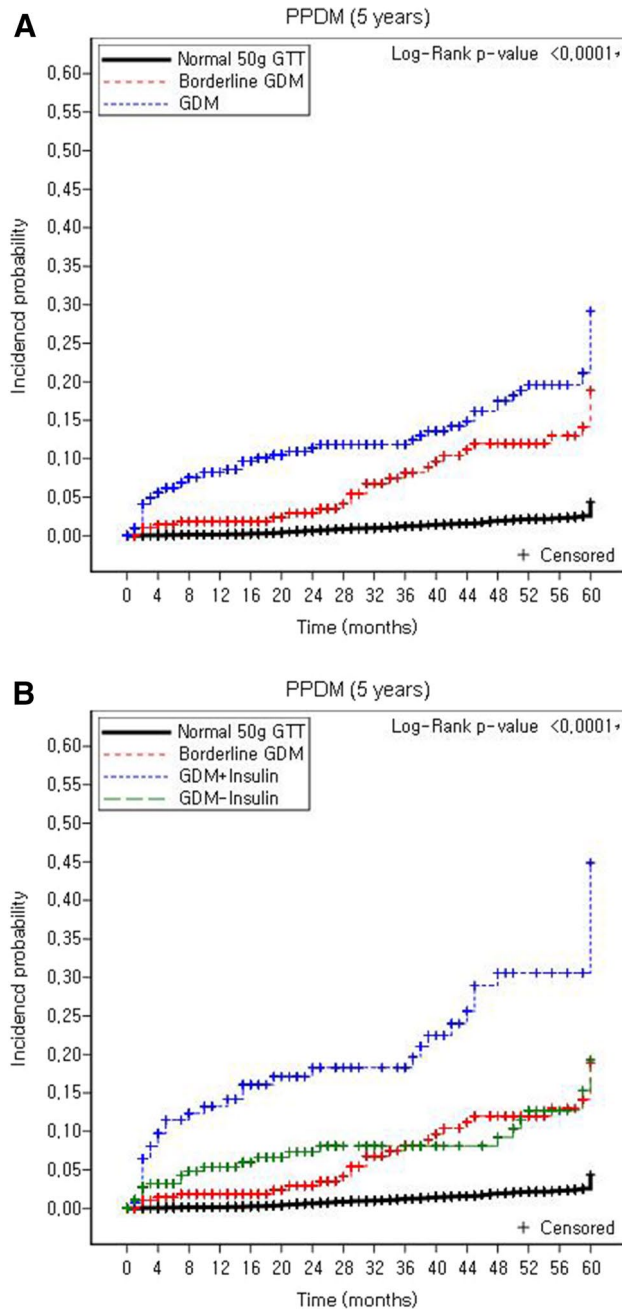 A
PPDM (5 years)
Normal 50g GTT
Borderline GDM
GDM
Log-Rank p-value <0,0001*
Incidencd probability
0,60
0,55
0,50
0,45
0,40
0,35
0,30
0,25
0,20
0,15
0,10
0,05
0,00
+ Censored
0 4 8 12 16 20 24 28 32 36 40 44 48 52 56 60
Time (months)
B
PPDM (5 years)
Normal 50g GTT
Borderline GDM
GDM+Insulin
GDM-Insulin
Log-Rank p-value <0,0001*
Incidencd probability
0,60
0,55
0,50
0,45
0,40
0,35
0,30
0,25
0,20
0,15
0,10
0,05
0,00
+ Censored
0 4 8 12 16 20 24 28 32 36 40 44 48 52 56 60
Time (months)